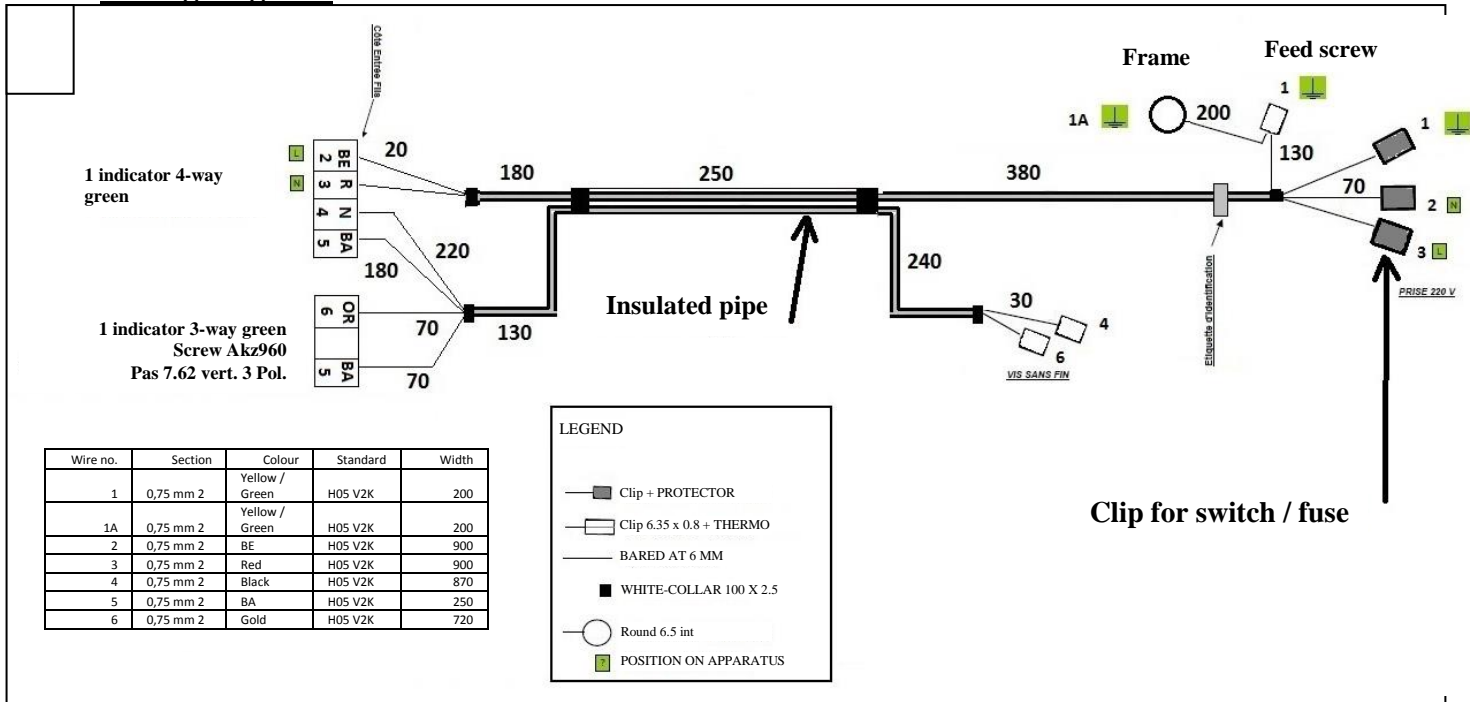 Côté Entrée Fils
Frame
Feed screw
1
1A
200
1
130
70
2 N
3 L
PRISE 220 V
1 indicator 4-way
green
L
N
2 BE
3 R
4 N
5 BA
20
180
250
380
220
180
240
Insulated pipe
1 indicator 3-way green
Screw Akz960
Pas 7.62 vert. 3 Pol.
6 OR
5 BA
70
130
70
30
4
6
VIS SANS FIN
Etiquette d'identification
Clip for switch / fuse
Wire no. Section Colour Standard Width
1 0,75 mm 2 Yellow / Green H05 V2K 200
1A 0,75 mm 2 Yellow / Green H05 V2K 200
2 0,75 mm 2 BE H05 V2K 900
3 0,75 mm 2 Red H05 V2K 900
4 0,75 mm 2 Black H05 V2K 870
5 0,75 mm 2 BA H05 V2K 250
6 0,75 mm 2 Gold H05 V2K 720
LEGEND
Clip + PROTECTOR
Clip 6.35 x 0.8 + THERMO
BARED AT 6 MM
WHITE-COLLAR 100 X 2.5
Round 6.5 int
? POSITION ON APPARATUS